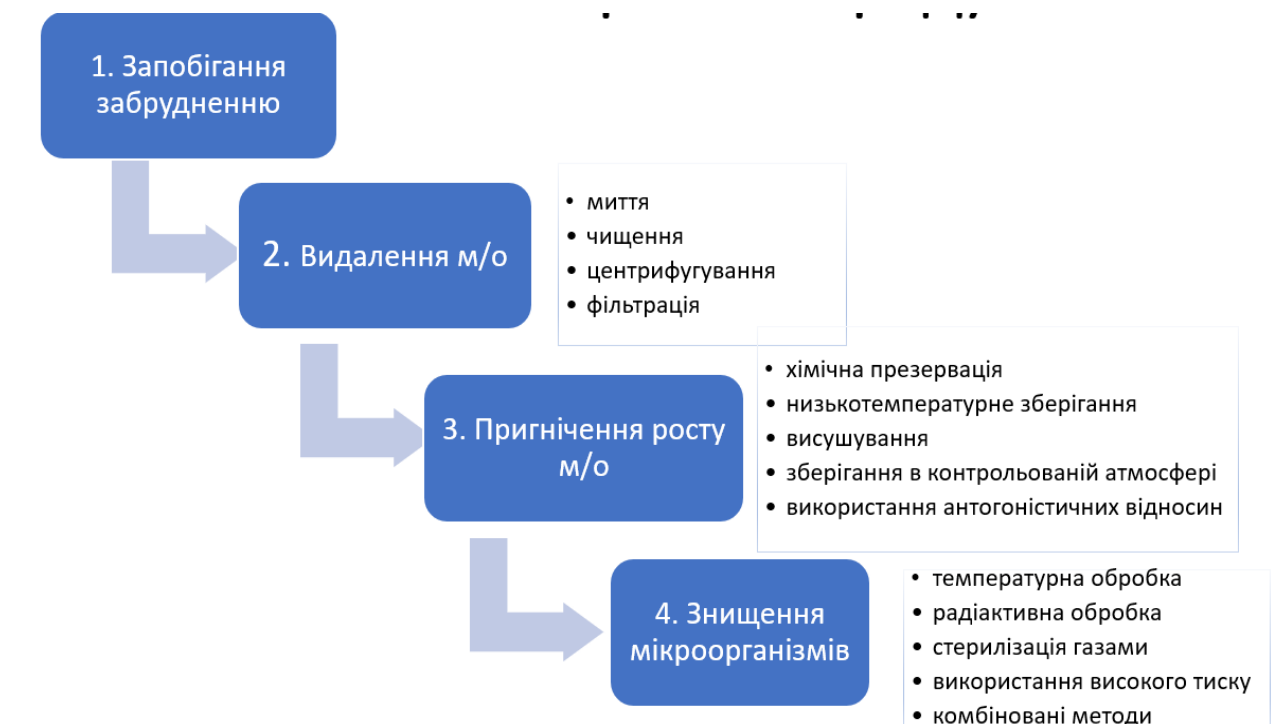 1. Запобігання
забрудненню
2. Видалення м/о
• миття
• чищення
• центрифугування
• фільтрація
3. Пригнічення росту
м/о
• хімічна презервація
• низькотемпературне зберігання
• висушування
• зберігання в контрольованій атмосфері
• використання антогоністичних відносин
4. Знищення
мікроорганізмів
• температурна обробка
• радіактивна обробка
• стерилізація газами
• використання високого тиску
• комбіновані методи